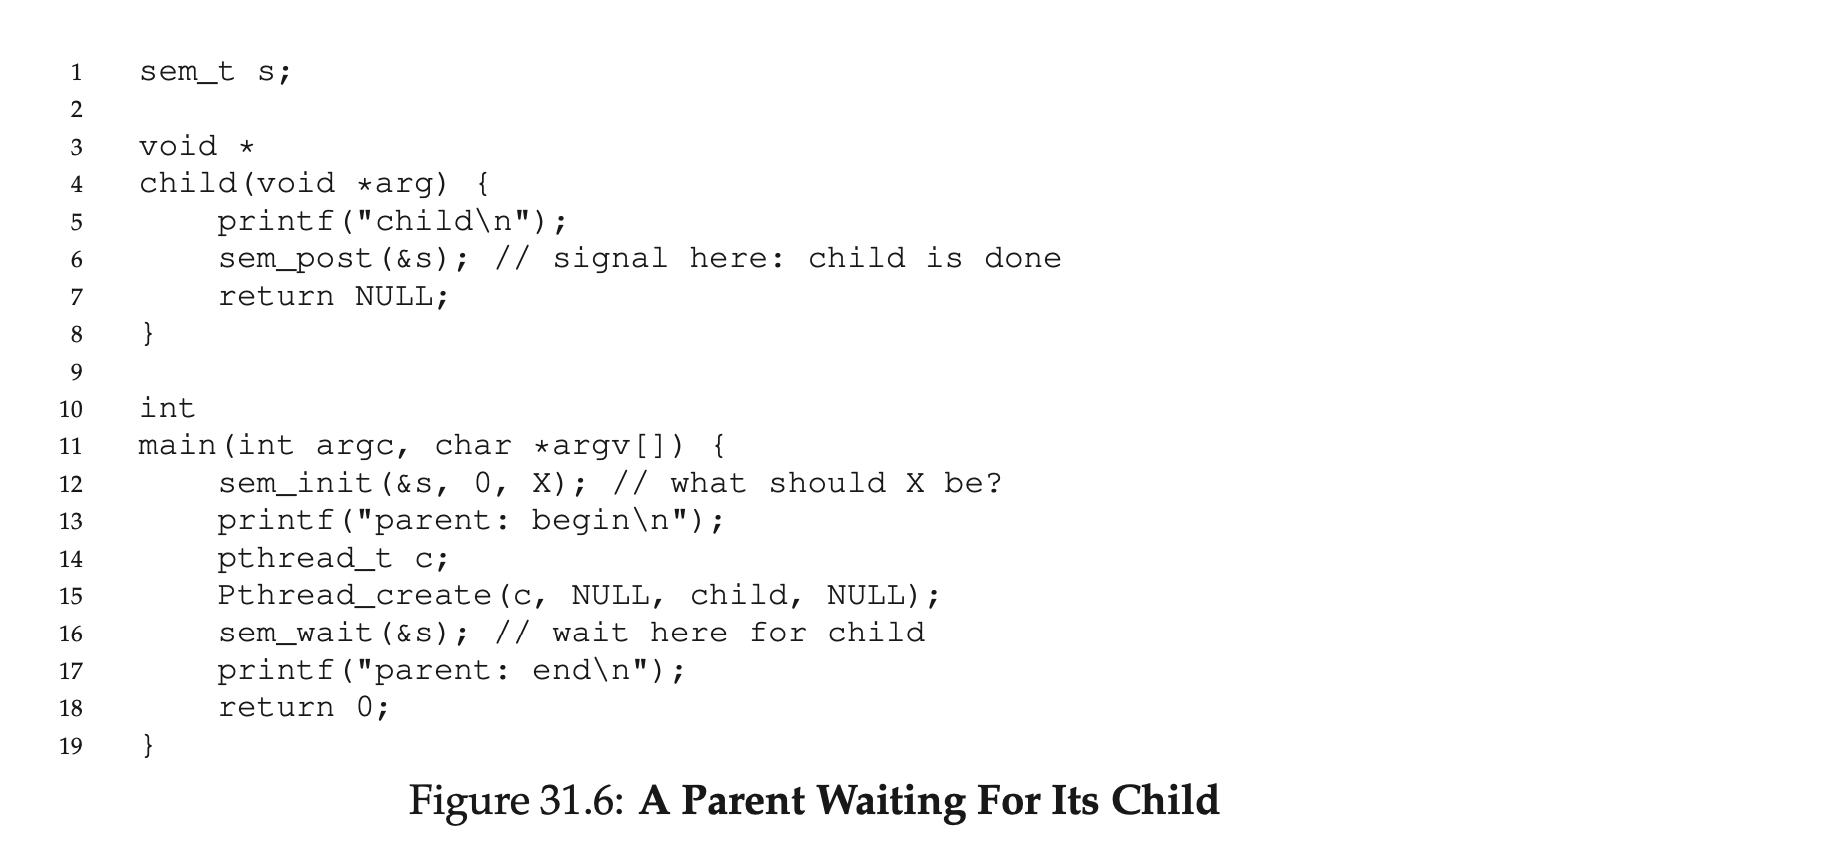 1 sem_t s;
2
3 void *
4 child(void *arg) {
5     printf("child\n");
6     sem_post(&s); // signal here: child is done
7     return NULL;
8 }
9
10 int
11 main(int argc, char *argv[]) {
12     sem_init(&s, 0, X); // what should X be?
13     printf("parent: begin\n");
14     pthread_t c;
15     Pthread_create(c, NULL, child, NULL);
16     sem_wait(&s); // wait here for child
17     printf("parent: end\n");
18     return 0;
19 }
Figure 31.6: A Parent Waiting For Its Child